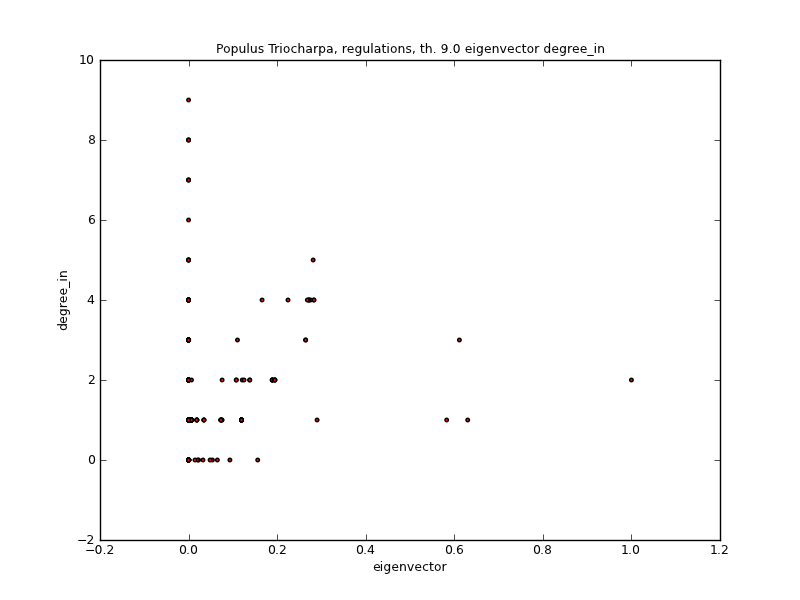 Populus Triocharpa, regulations, th. 9.0 eigenvector degree_in
10
8
6
4
2
0
−2
degree_in
−0.2 0.0 0.2 0.4 0.6 0.8 1.0 1.2
eigenvector